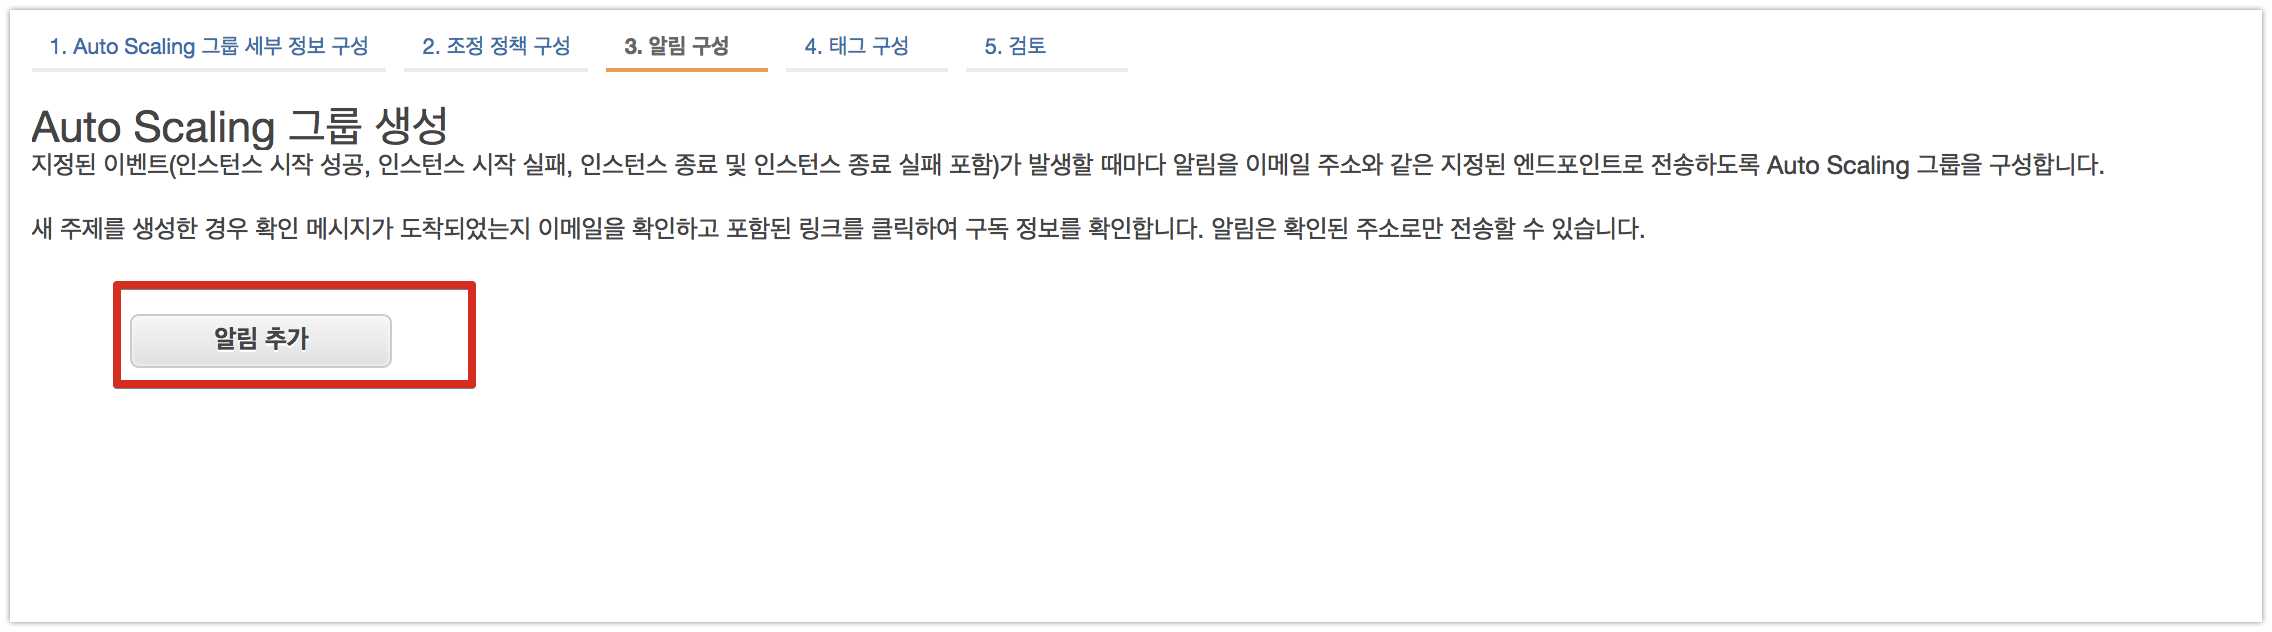 1. Auto Scaling 그룹 세부 정보 구성 2. 조정 정책 구성 3. 알림 구성 4. 태그 구성 5. 검토
Auto Scaling 그룹 생성
지정된 이벤트(인스턴스 시작 성공, 인스턴스 시작 실패, 인스턴스 종료 및 인스턴스 종료 실패 포함)가 발생할 때마다 알림을 이메일 주소와 같은 지정된 엔드포인트로 전송하도록 Auto Scaling 그룹을 구성합니다.
새 주제를 생성한 경우 확인 메시지가 도착되었는지 이메일을 확인하고 포함된 링크를 클릭하여 구독 정보를 확인합니다. 알림은 확인된 주소로만 전송할 수 있습니다.
알림 추가